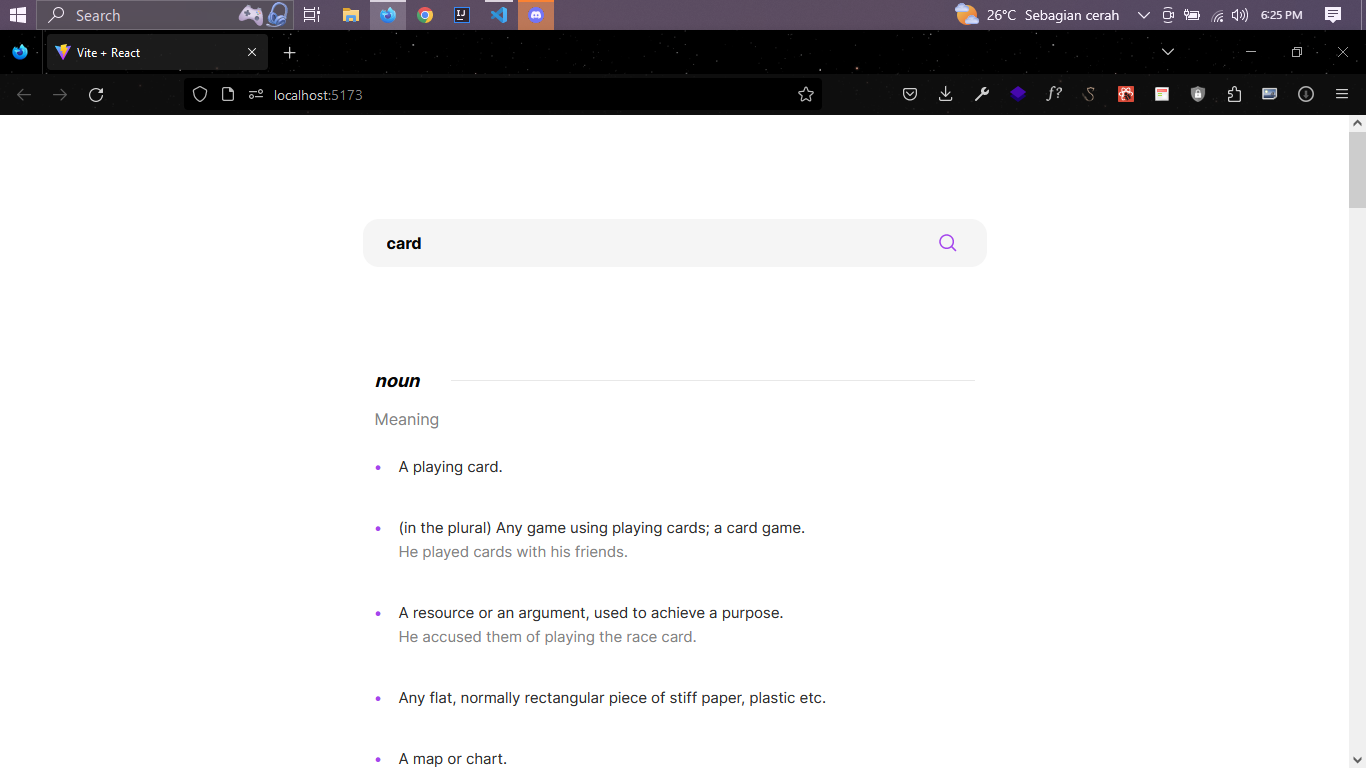 Search
26°C Sebagian cerah
6:25 PM
Vite + React
localhost:5173
f?
card
noun
Meaning
• A playing card.
• (in the plural) Any game using playing cards; a card game.
He played cards with his friends.
• A resource or an argument, used to achieve a purpose.
He accused them of playing the race card.
• Any flat, normally rectangular piece of stiff paper, plastic etc.
• A map or chart.